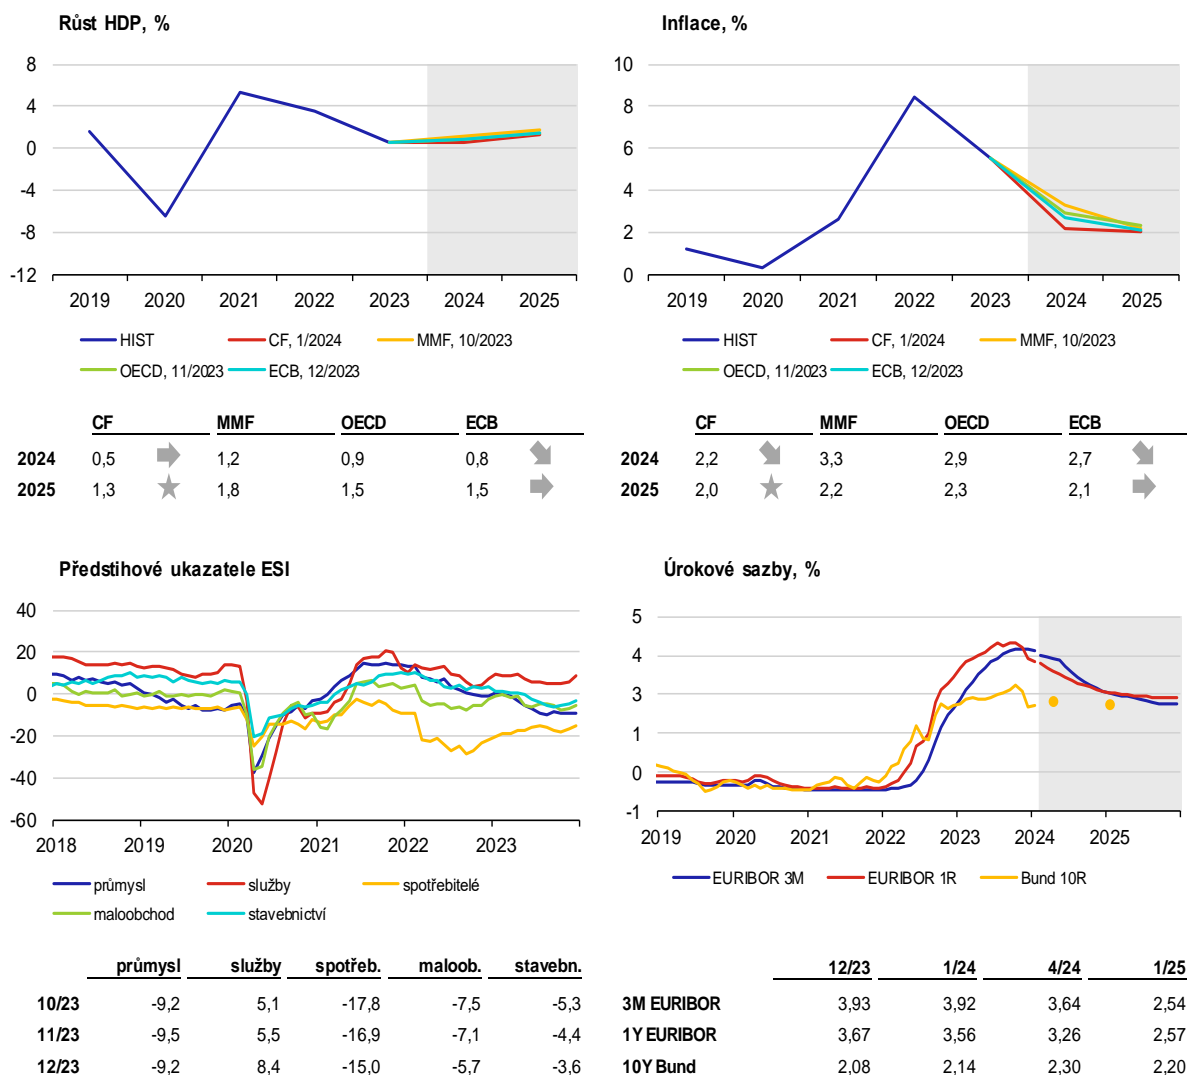 Růst HDP, %
8
4
0
-4
-8
-12
2019 2020 2021 2022 2023 2024 2025
HIST CF, 1/2024 MMF, 10/2023
OECD, 11/2023 ECB, 12/2023
CF MMF OECD ECB
2024 0,5 1,2 0,9 0,8
2025 1,3 1,8 1,5 1,5
Inflace, %
10
8
6
4
2
0
2019 2020 2021 2022 2023 2024 2025
HIST CF, 1/2024 MMF, 10/2023
OECD, 11/2023 ECB, 12/2023
CF MMF OECD ECB
2024 2,2 3,3 2,9 2,7
2025 2,0 2,2 2,3 2,1
Předstihové ukazatele ESI
40
20
0
-20
-40
-60
2018 2019 2020 2021 2022 2023
průmysl služby spotřebitelé
maloobchod stavebnictví
průmysl služby spotřeb. maloob. stavebn.
10/23 -9,2 5,1 -17,8 -7,5 -5,3
11/23 -9,5 5,5 -16,9 -7,1 -4,4
12/23 -9,2 8,4 -15,0 -5,7 -3,6
Úrokové sazby, %
5
4
3
2
1
0
-1
2019 2020 2021 2022 2023 2024 2025
EURIBOR 3M EURIBOR 1R Bund 10R
12/23 1/24 4/24 1/25
3M EURIBOR 3,93 3,92 3,64 2,54
1Y EURIBOR 3,67 3,56 3,26 2,57
10Y Bund 2,08 2,14 2,30 2,20